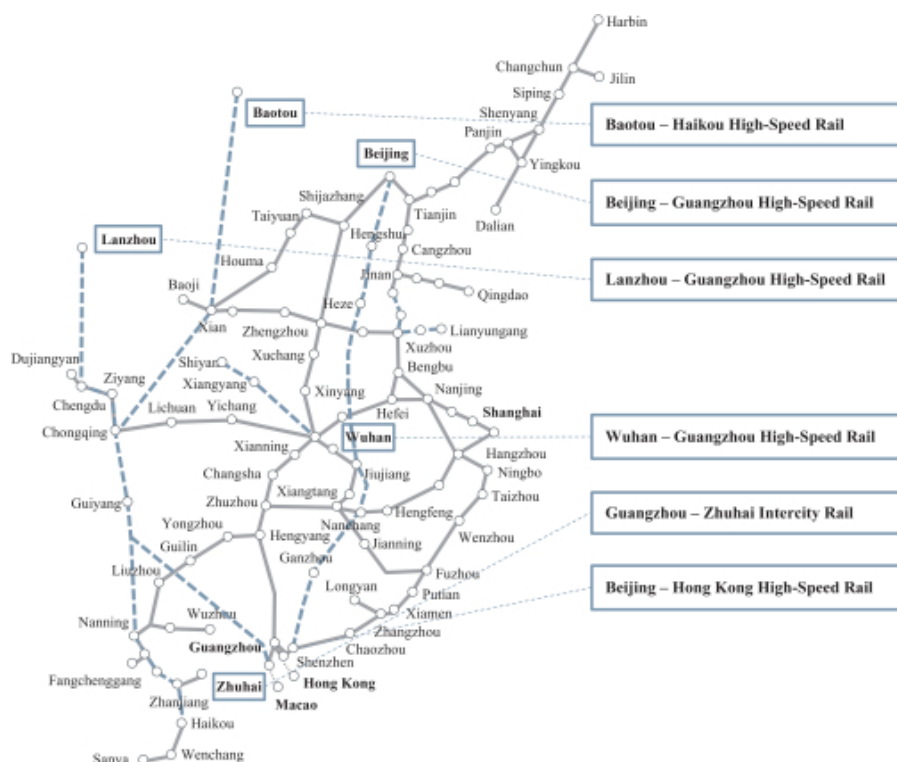 Harbin
Changchun
Jilin
Siping
Shenyang
Baotou
Baotou – Haikou High-Speed Rail
Panjin
Beijing
Yingkou
Shijazhang
Beijing – Guangzhou High-Speed Rail
Taiyuan
Tianjin
Dalian
Hengshu
Lanzhou
Cangzhou
Houma
Jinan
Lanzhou – Guangzhou High-Speed Rail
Baoji
Qingdao
Heze
Xian
Zhengzhou
Lianyungang
Xuzhou
Xuchang
Dujiangyan
Shiyan
Bengbu
Ziyang
Xiangyang
Xinyang
Nanjing
Chengdu
Lichuan
Yichang
Hefei
Shanghai
Chongqing
Wuhan
Wuhan – Guangzhou High-Speed Rail
Xianning
Hangzhou
Changsha
Jiujiang
Ningbo
Guiyang
Zhuzhou
Xiangtang
Taizhou
Hengfeng
Guangzhou – Zhuhai Intercity Rail
Yongzhou
Nanchang
Hengyang
Jianning
Wenzhou
Guilin
Ganzhou
Liuzhou
Fuzhou
Longyan
Beijing – Hong Kong High-Speed Rail
Putian
Wuzhou
Xiamen
Nanning
Zhangzhou
Guangzhou
Chaozhou
Shenzhen
Fangchenggang
Zhuhai
Hong Kong
Zhanjiang
Macao
Haikou
Wenchang
Sanya